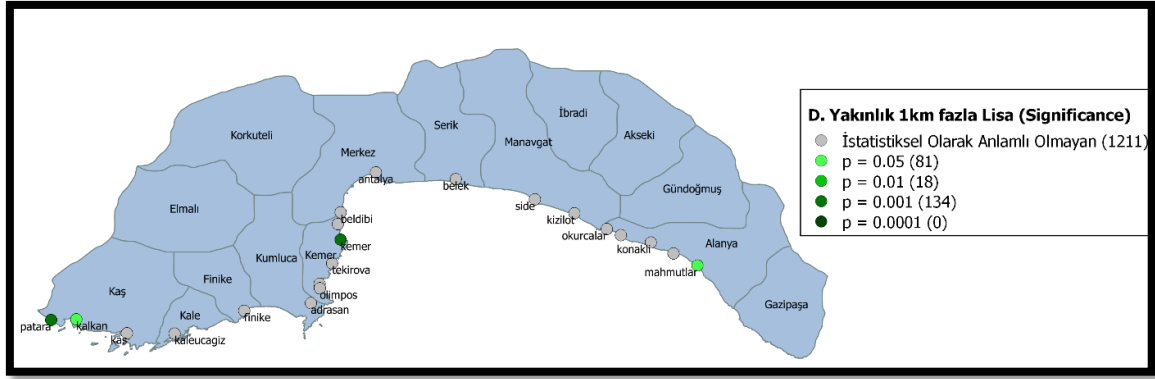 D. Yakınlık 1km fazla Lisa (Significance)
İstatistiksel Olarak Anlamlı Olmayan (1211)
p = 0.05 (81)
p = 0.01 (18)
p = 0.001 (134)
p = 0.0001 (0)
Korkuteli
Merkez
Serik
Manavgat
İbradi
Akseki
Gündoğmuş
antalya
belek
Elmalı
beldibi
side
kizilot
okurcalar
konakli
Alanya
kemer
Kemer
Kumluca
tekirova
mahmutlar
Finike
Kaş
olimpos
Gazipaşa
adrasan
Kale
finike
patara
kalkan
kaş
kaleucagiz